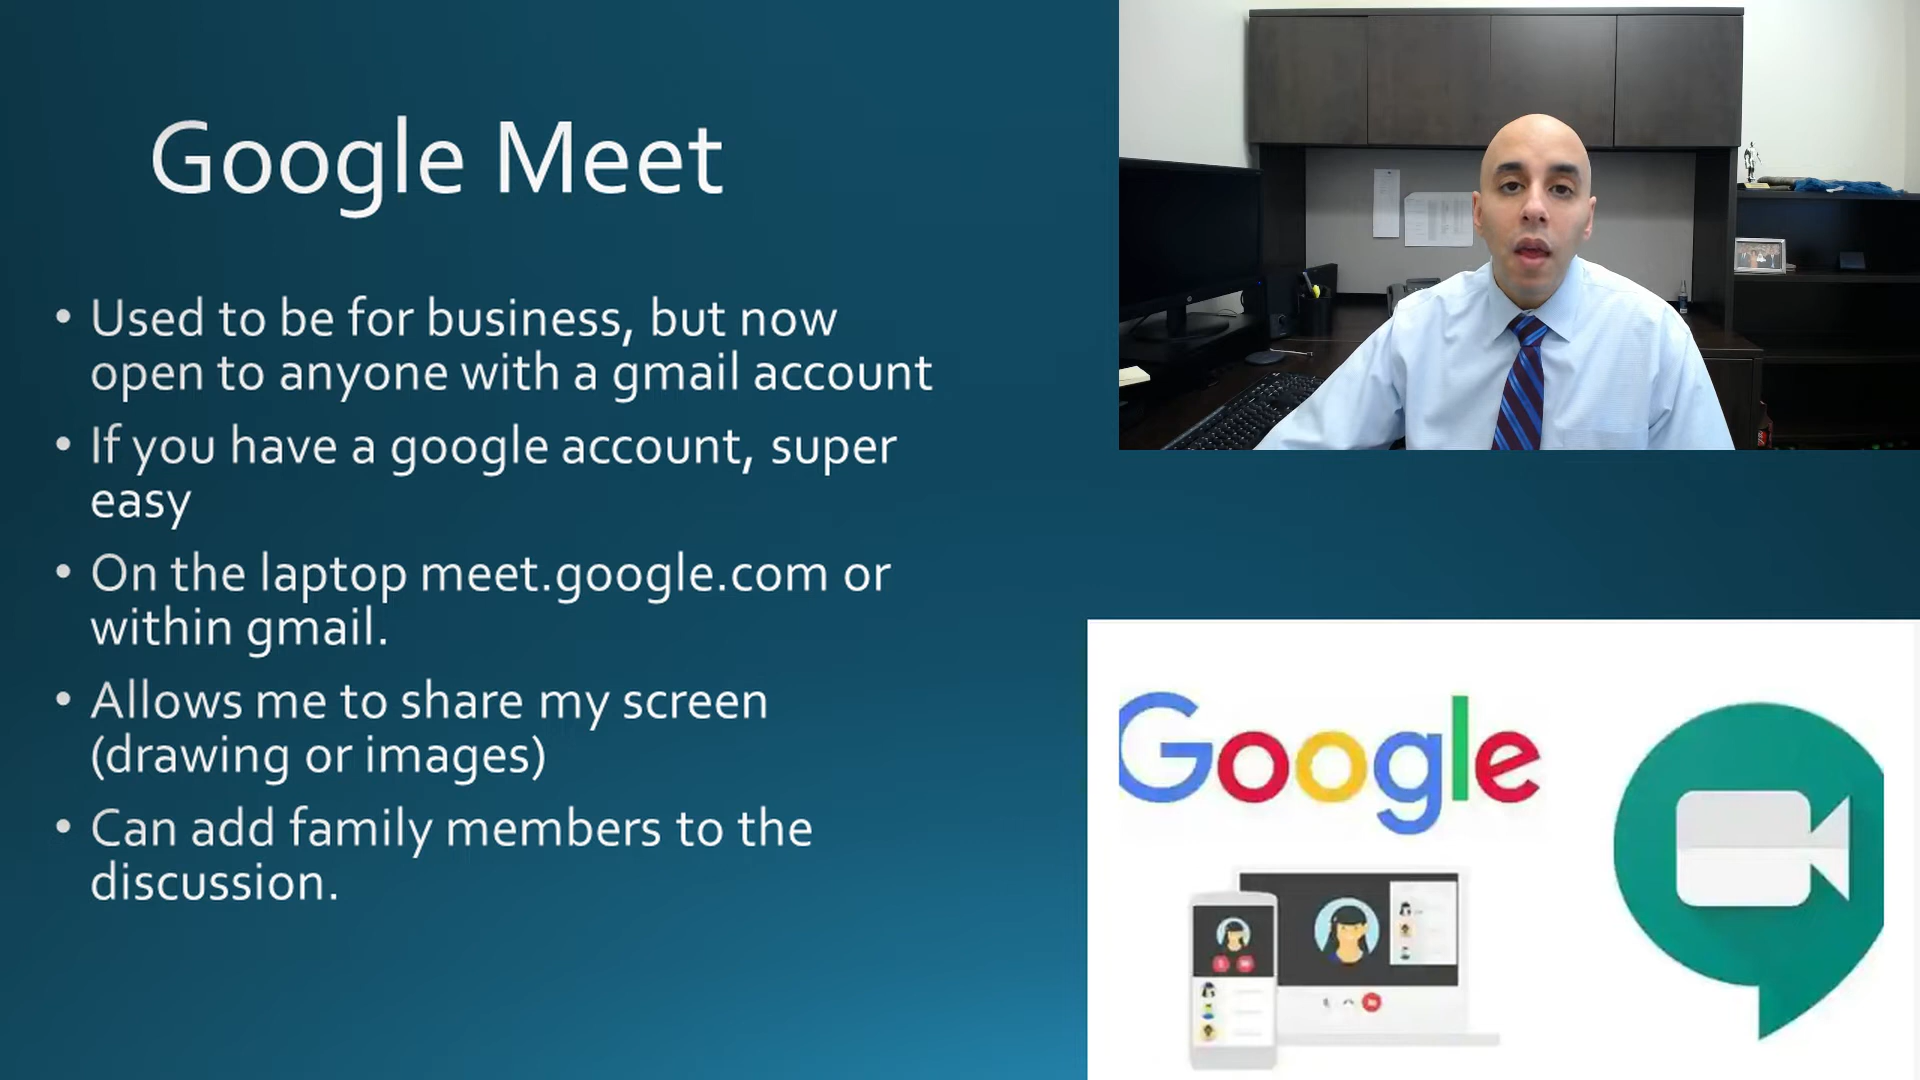 Google Meet
• Used to be for business, but now
open to anyone with a gmail account
• If you have a google account, super
easy
• On the laptop meet.google.com or
within gmail.
• Allows me to share my screen
(drawing or images)
• Can add family members to the
discussion.
Google